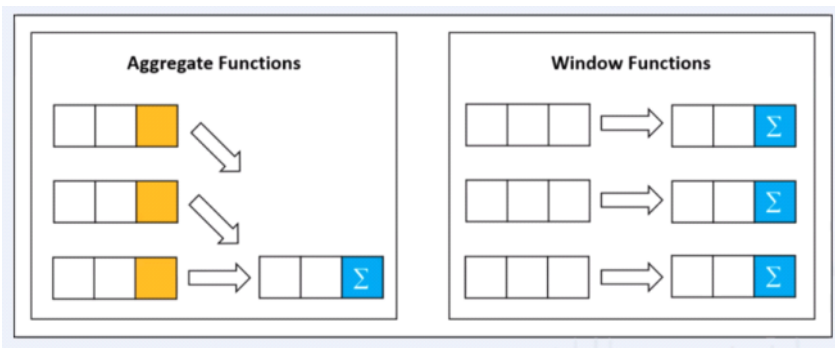 Aggregate Functions
Window Functions
Σ
Σ
Σ
Σ